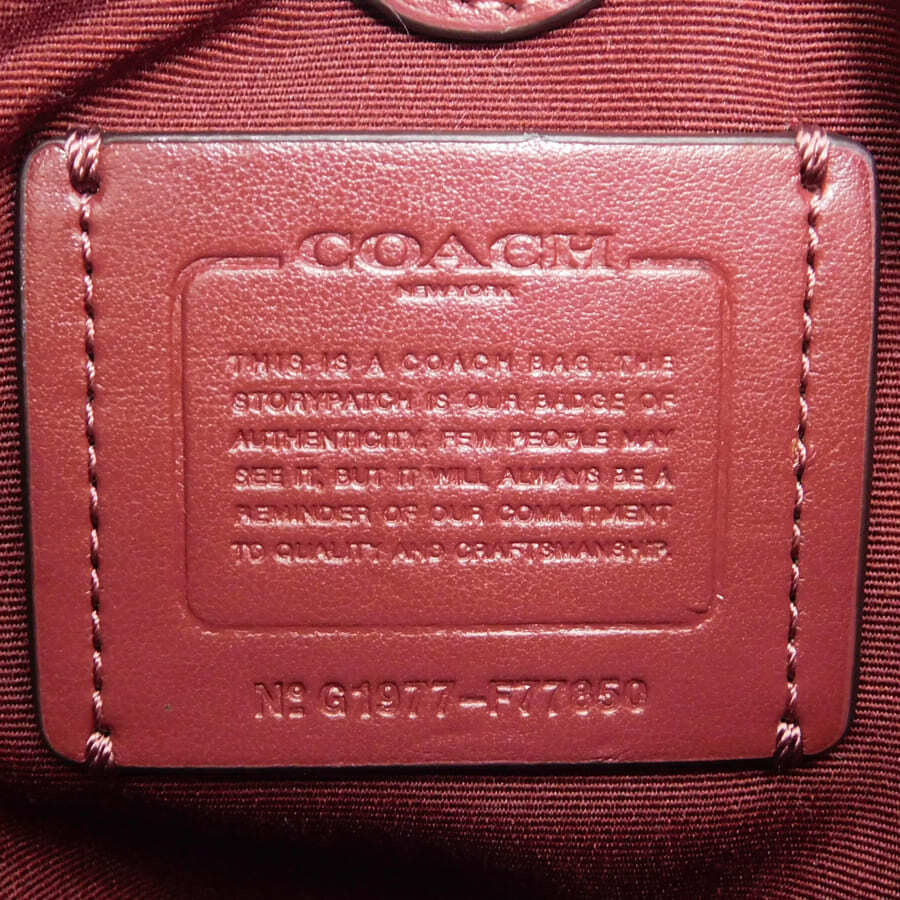 COACH
NEW YORK
THIS IS A COACH BAG. THE
STORYPATCH IS OUR BADGE OF
AUTHENTICITY. FEW PEOPLE MAY
SEE IT, BUT IT WILL ALWAYS BE A
REMINDER OF OUR COMMITMENT
TO QUALITY AND CRAFTSMANSHIP.
Nº G1977-F77850